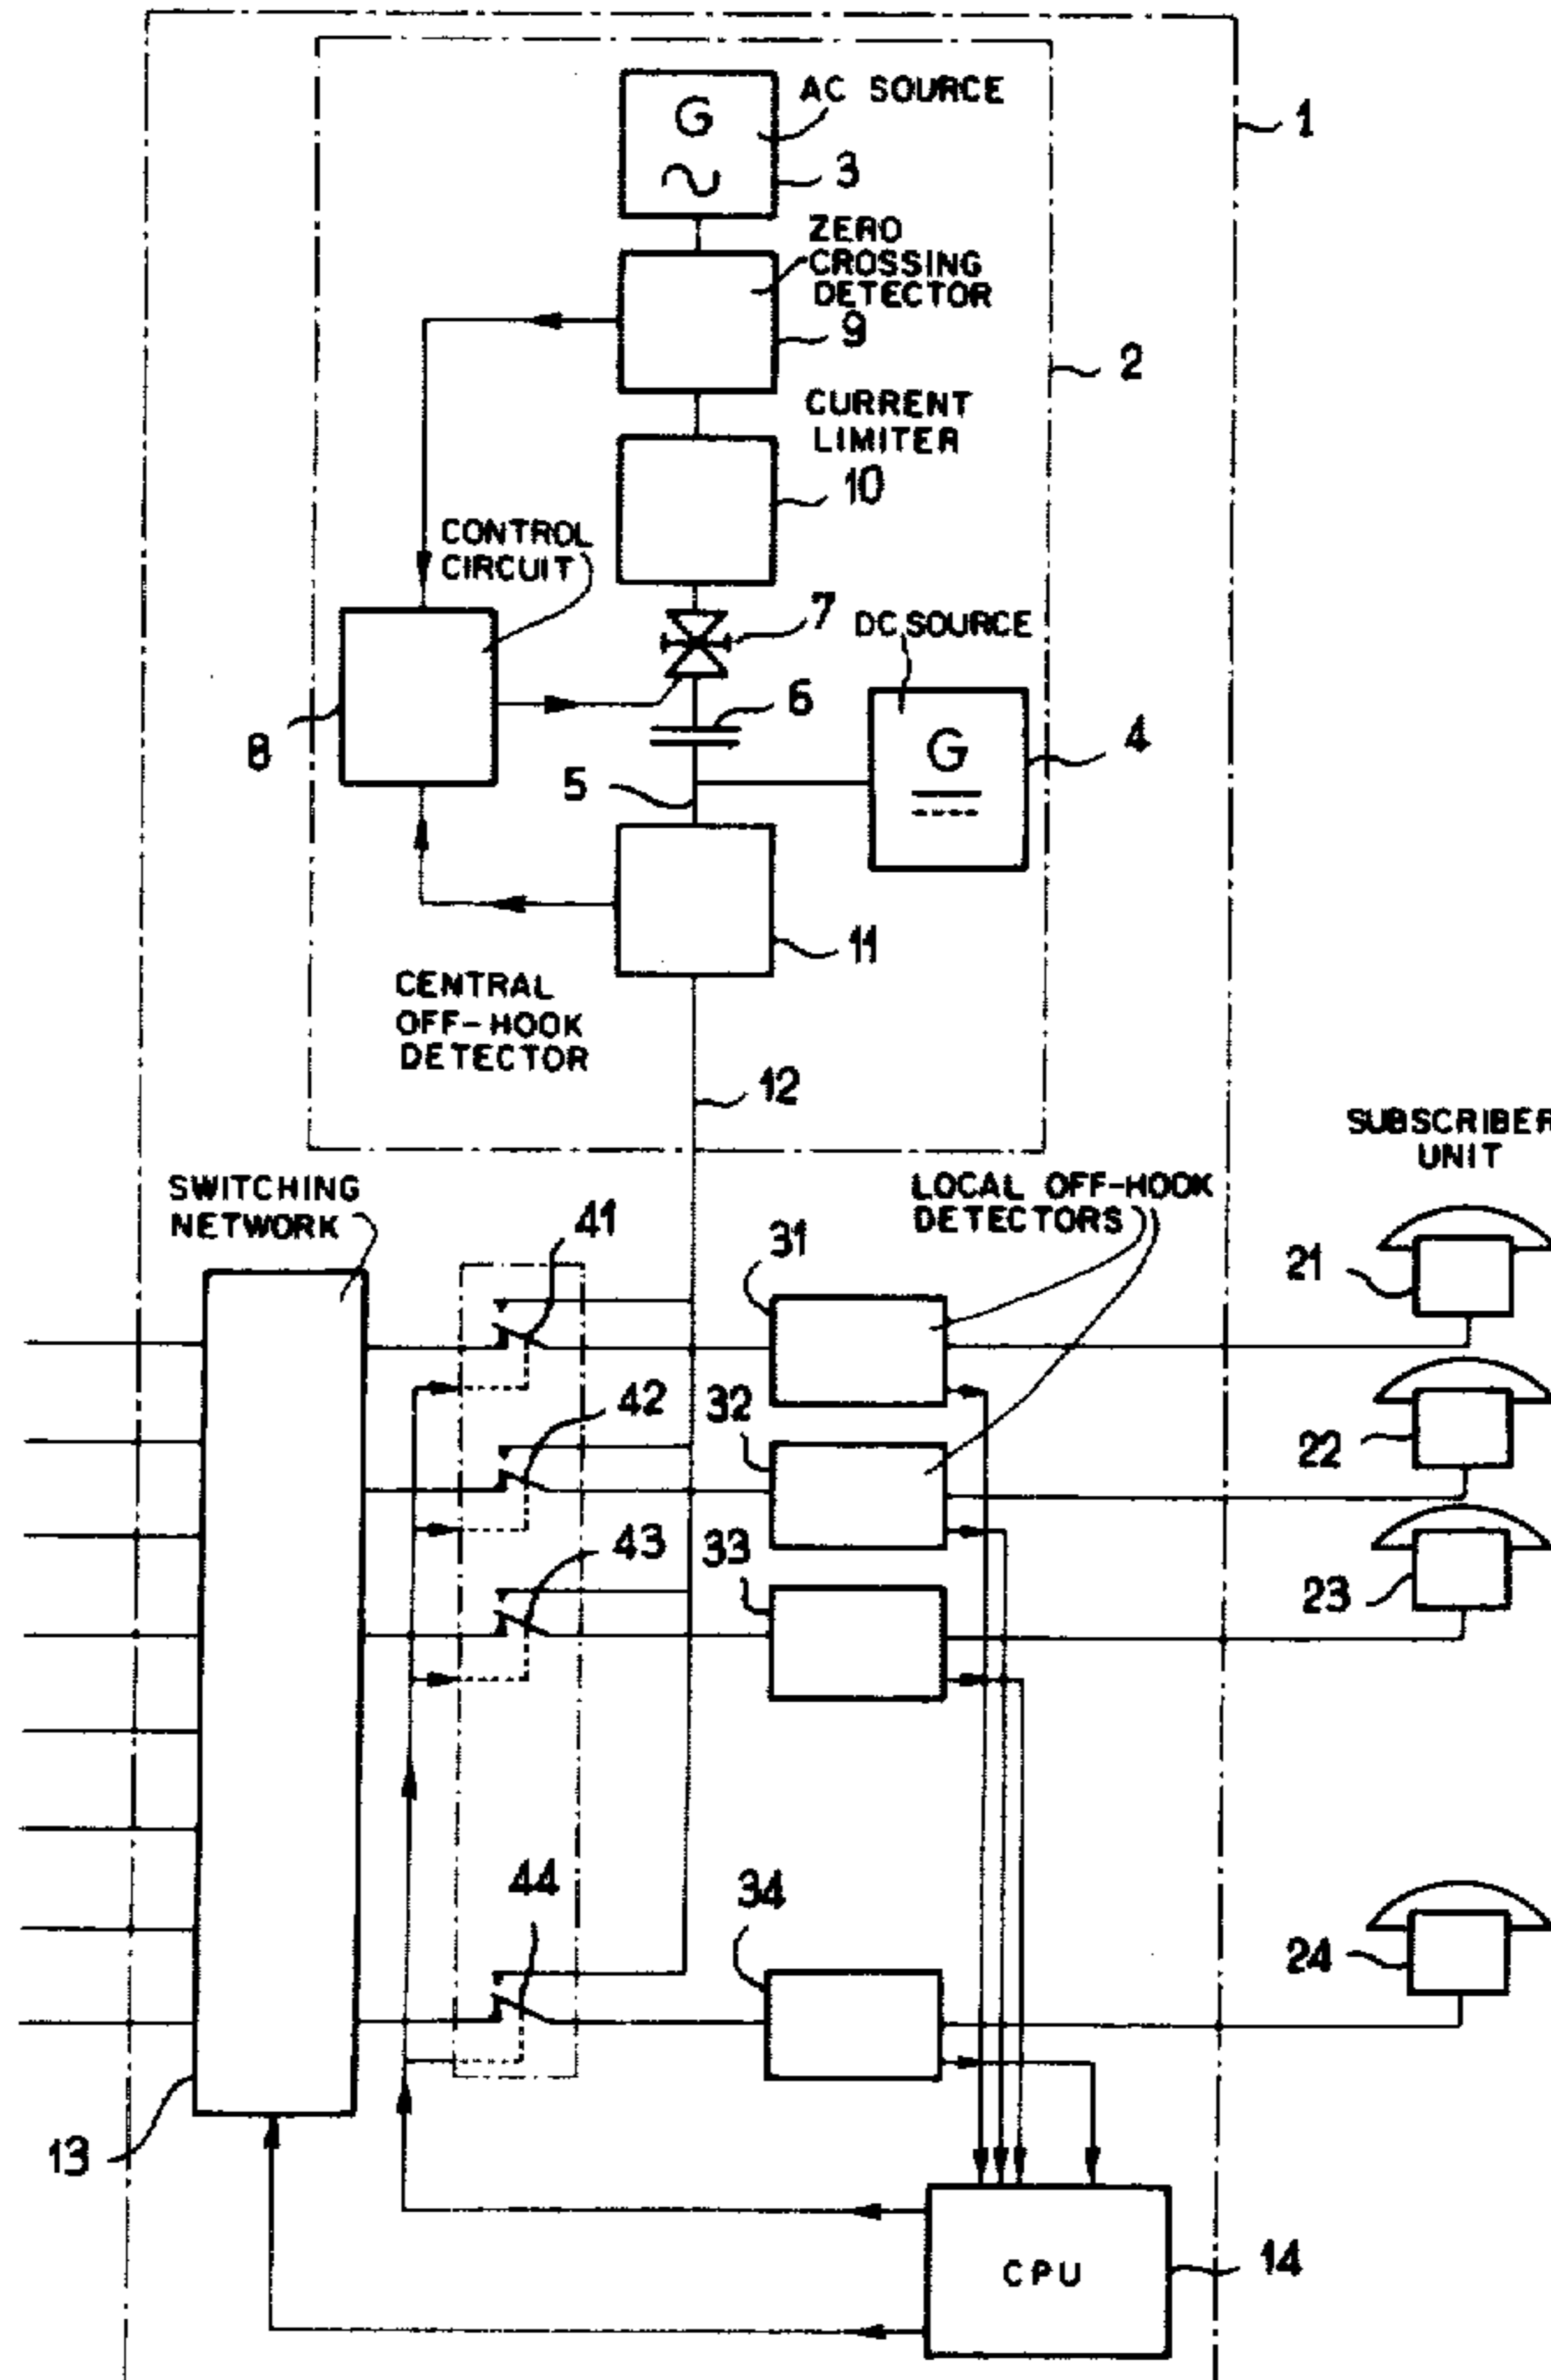 G
AC SOURCE
1
3
ZERO
CROSSING
DETECTOR
9
2
CURRENT
LIMITER
10
CONTROL
CIRCUIT
7
DC SOURCE
6
8
G
4
5
11
CENTRAL
OFF-HOOK
DETECTOR
12
SUBSCRIBER
UNIT
SWITCHING
NETWORK
LOCAL OFF-HOOK
DETECTORS
41
31
21
42
32
22
43
33
23
44
34
24
13
CPU
14